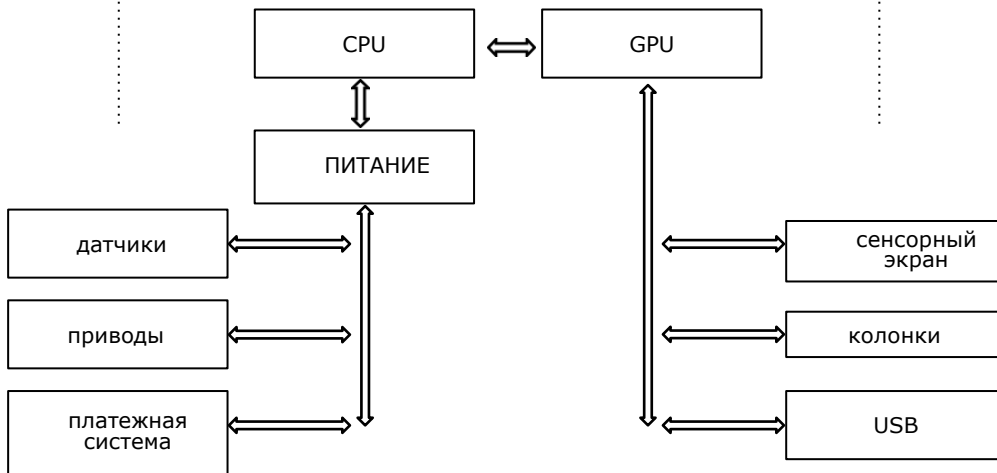 CPU
GPU
ПИТАНИЕ
датчики
сенсорный
экран
приводы
колонки
платежная
система
USB